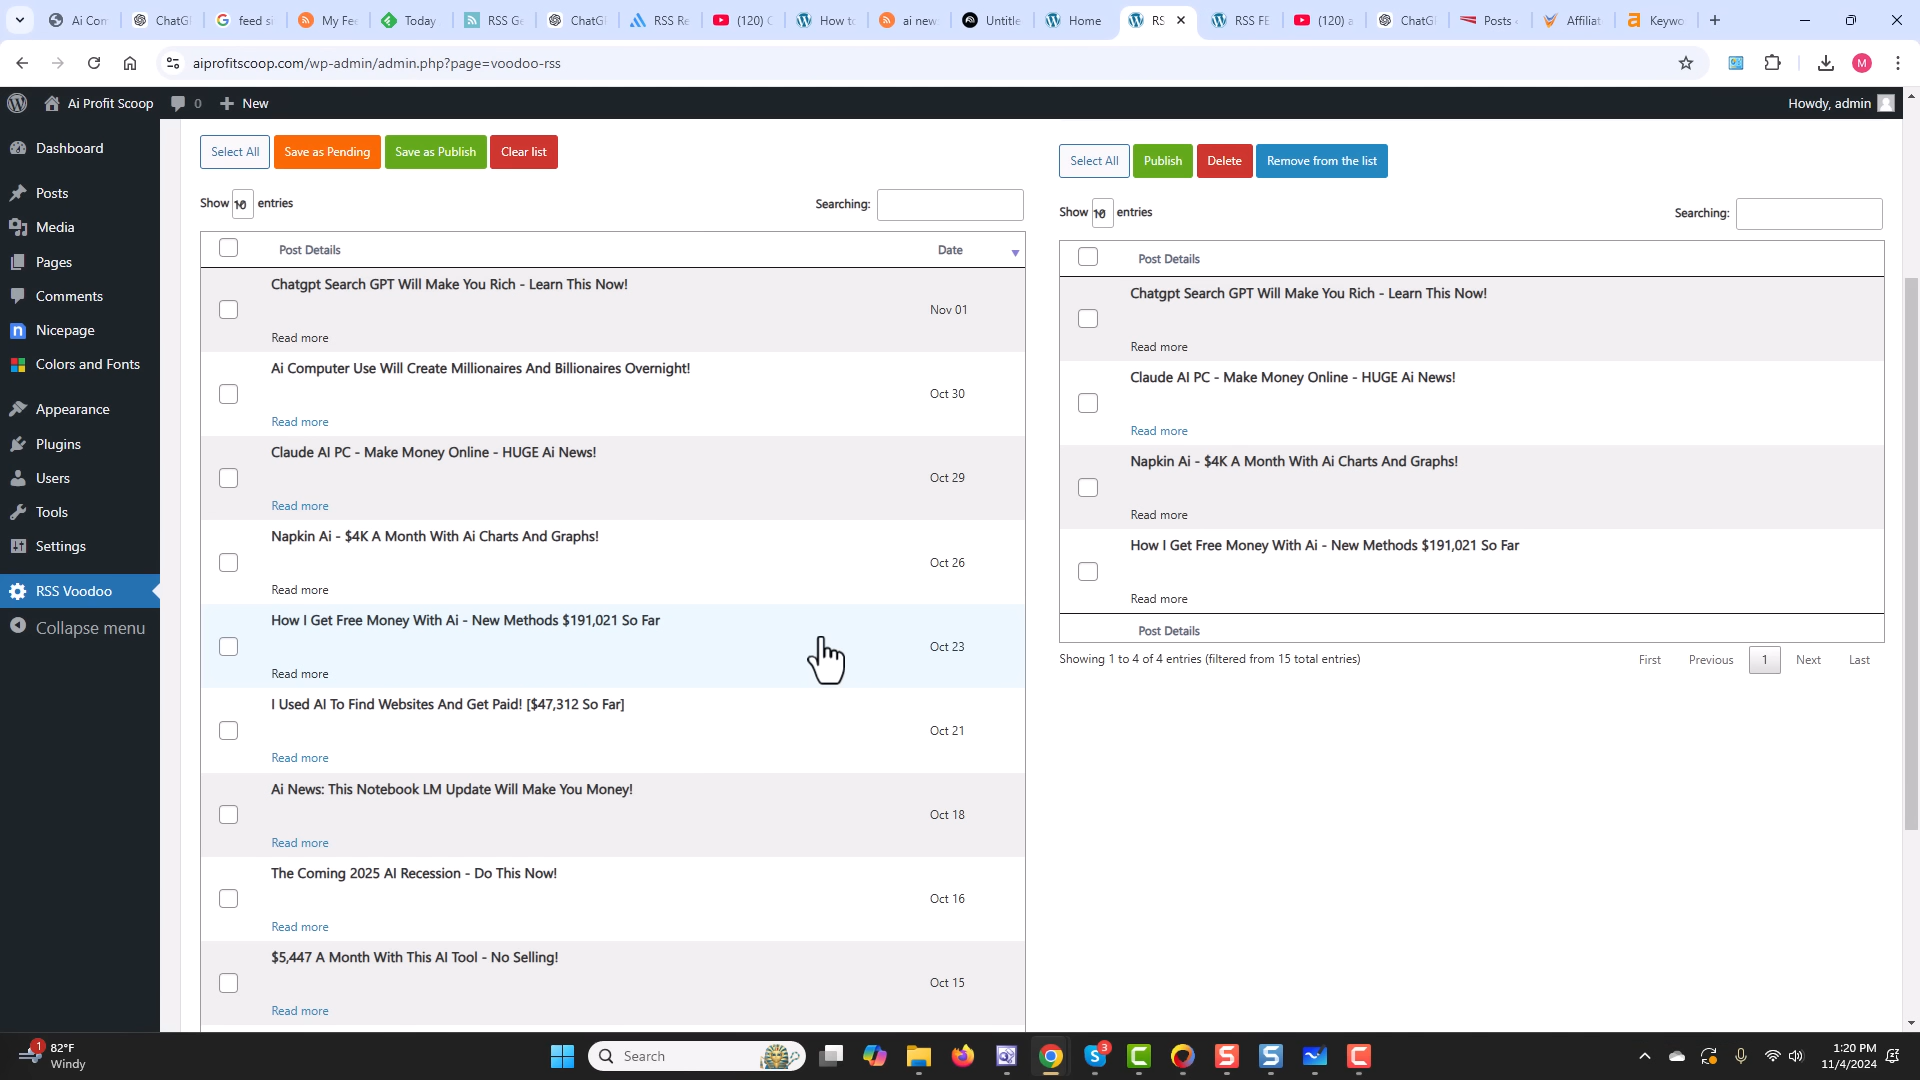 Ai Com
ChatG
feed si
My Fee
Today
RSS Ge
ChatG
RSS Re
(120) C
How to
ai new
Untitle
Home
RS
RSS FE
(120) a
ChatG
Posts
Affiliat
Keywo
aiprofitscoop.com/wp-admin/admin.php?page=voodoo-rss
M
Ai Profit Scoop
0
New
Howdy, admin
Dashboard
Posts
Media
Pages
Comments
Nicepage
Colors and Fonts
Appearance
Plugins
Users
Tools
Settings
RSS Voodoo
Collapse menu
Select All
Save as Pending
Save as Publish
Clear list
Show 10 entries
Searching:
Post Details
Date
Chatgpt Search GPT Will Make You Rich - Learn This Now!
Nov 01
Read more
Ai Computer Use Will Create Millionaires And Billionaires Overnight!
Oct 30
Read more
Claude AI PC - Make Money Online - HUGE Ai News!
Oct 29
Read more
Napkin Ai - $4K A Month With Ai Charts And Graphs!
Oct 26
Read more
How I Get Free Money With Ai - New Methods $191,021 So Far
Oct 23
Read more
I Used AI To Find Websites And Get Paid! [$47,312 So Far]
Oct 21
Read more
Ai News: This Notebook LM Update Will Make You Money!
Oct 18
Read more
The Coming 2025 AI Recession - Do This Now!
Oct 16
Read more
$5,447 A Month With This AI Tool - No Selling!
Oct 15
Read more
Select All
Publish
Delete
Remove from the list
Show 10 entries
Searching:
Post Details
Chatgpt Search GPT Will Make You Rich - Learn This Now!
Read more
Claude AI PC - Make Money Online - HUGE Ai News!
Read more
Napkin Ai - $4K A Month With Ai Charts And Graphs!
Read more
How I Get Free Money With Ai - New Methods $191,021 So Far
Read more
Post Details
Showing 1 to 4 of 4 entries (filtered from 15 total entries)
First
Previous
1
Next
Last
1
82°F
Windy
Search
3
1:20 PM
11/4/2024